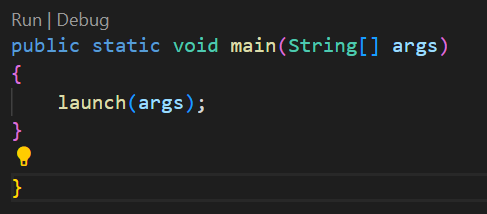 Run | Debug
public static void main(String[] args)
{
    launch(args);
}
}